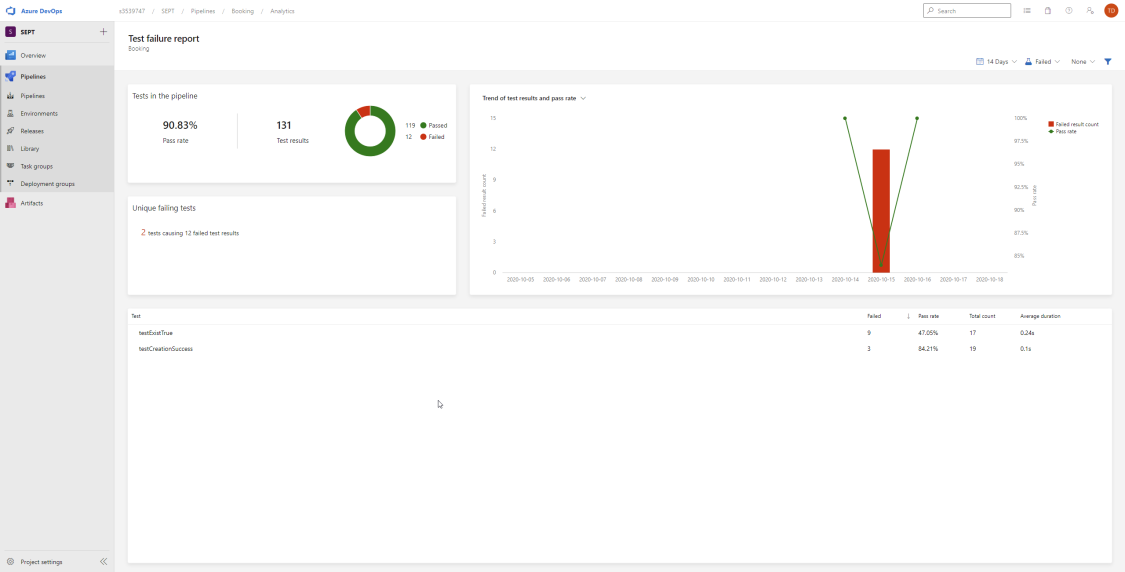 Azure DevOps
s3539747 / SEPT / Pipelines / Booking / Analytics
Search
TD
S SEPT
Overview
Pipelines
Pipelines
Environments
Releases
Library
Task groups
Deployment groups
Artifacts
Project settings
Test failure report
Booking
14 Days
Failed
None
Tests in the pipeline
90.83%
Pass rate
131
Test results
119 Passed
12 Failed
Unique failing tests
2 tests causing 12 failed test results
Trend of test results and pass rate
Failed result count
15
12
9
6
3
0
2020-10-05 2020-10-06 2020-10-07 2020-10-08 2020-10-09 2020-10-10 2020-10-11 2020-10-12 2020-10-13 2020-10-14 2020-10-15 2020-10-16 2020-10-17 2020-10-18
100%
97.5%
95%
92.5%
90%
87.5%
85%
Pass rate
Failed result count
Pass rate
Test Failed ↓ Pass rate Total count Average duration
testExistTrue 9 47.05% 17 0.24s
testCreationSuccess 3 84.21% 19 0.1s